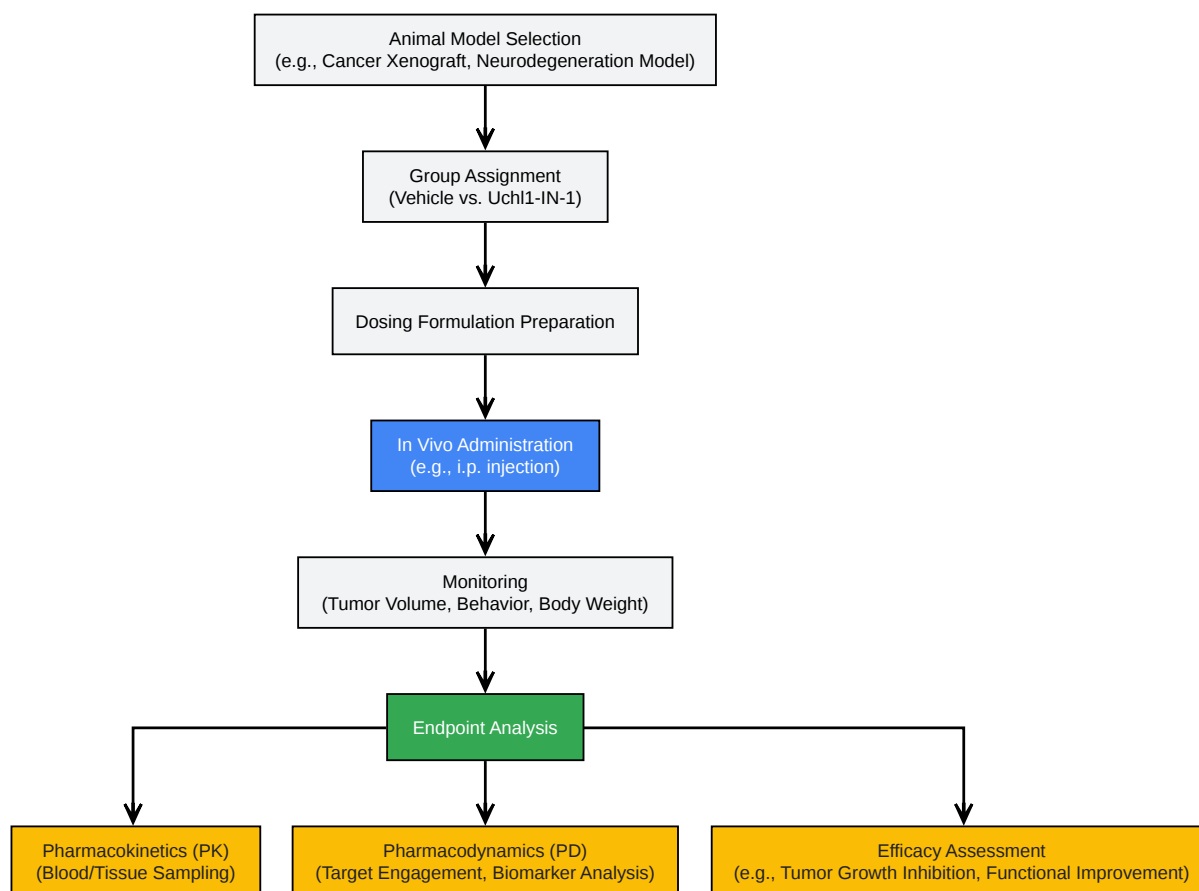 Animal Model Selection
(e.g., Cancer Xenograft, Neurodegeneration Model)
Group Assignment
(Vehicle vs. Uchl1-IN-1)
Dosing Formulation Preparation
In Vivo Administration
(e.g., i.p. injection)
Monitoring
(Tumor Volume, Behavior, Body Weight)
Endpoint Analysis
Pharmacokinetics (PK)
(Blood/Tissue Sampling)
Pharmacodynamics (PD)
(Target Engagement, Biomarker Analysis)
Efficacy Assessment
(e.g., Tumor Growth Inhibition, Functional Improvement)